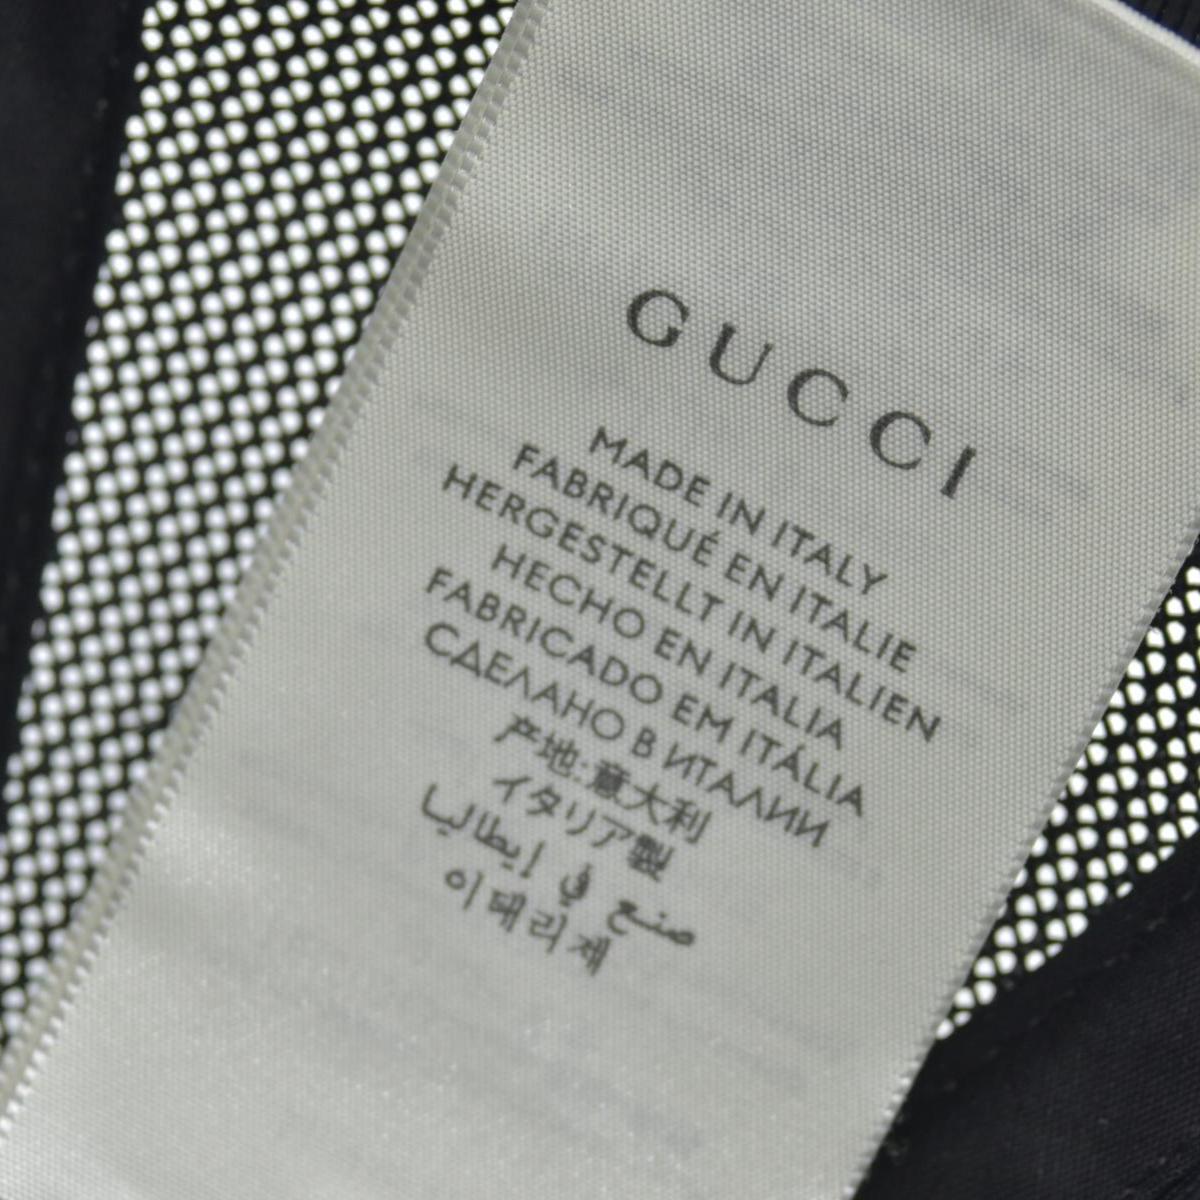 GUCCI
MADE IN ITALY
FABRIQUÉ EN ITALIE
HERGESTELLT IN ITALIEN
HECHO EN ITALIA
FABRICADO EM ITÁLIA
СДЕЛАНО В ИТАЛИИ
产地:意大利
イタリア製
صنع في إيطاليا
이태리제